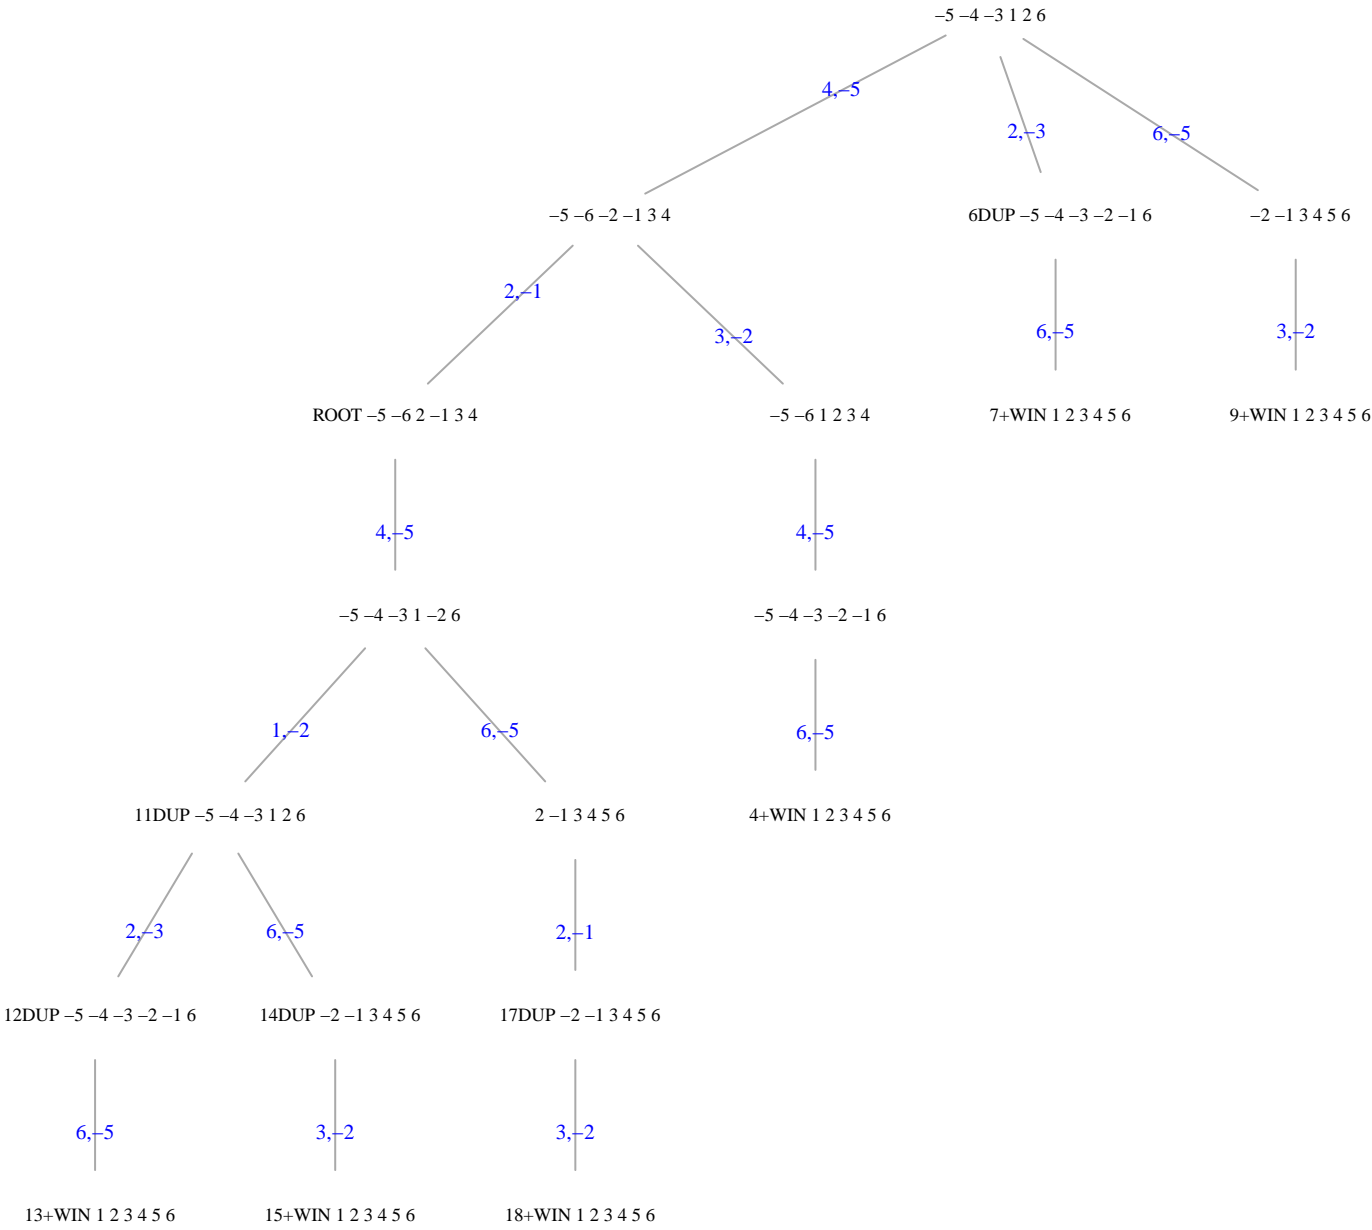 –5 –4 –3 1 2 6
4,–5
2,–3
6,–5
–5 –6 –2 –1 3 4
6DUP –5 –4 –3 –2 –1 6
–2 –1 3 4 5 6
2,–1
3,–2
6,–5
3,–2
ROOT –5 –6 2 –1 3 4
–5 –6 1 2 3 4
7+WIN 1 2 3 4 5 6
9+WIN 1 2 3 4 5 6
4,–5
4,–5
–5 –4 –3 1 –2 6
–5 –4 –3 –2 –1 6
1,–2
6,–5
6,–5
11DUP –5 –4 –3 1 2 6
2 –1 3 4 5 6
4+WIN 1 2 3 4 5 6
2,–3
6,–5
2,–1
12DUP –5 –4 –3 –2 –1 6
14DUP –2 –1 3 4 5 6
17DUP –2 –1 3 4 5 6
6,–5
3,–2
3,–2
13+WIN 1 2 3 4 5 6
15+WIN 1 2 3 4 5 6
18+WIN 1 2 3 4 5 6